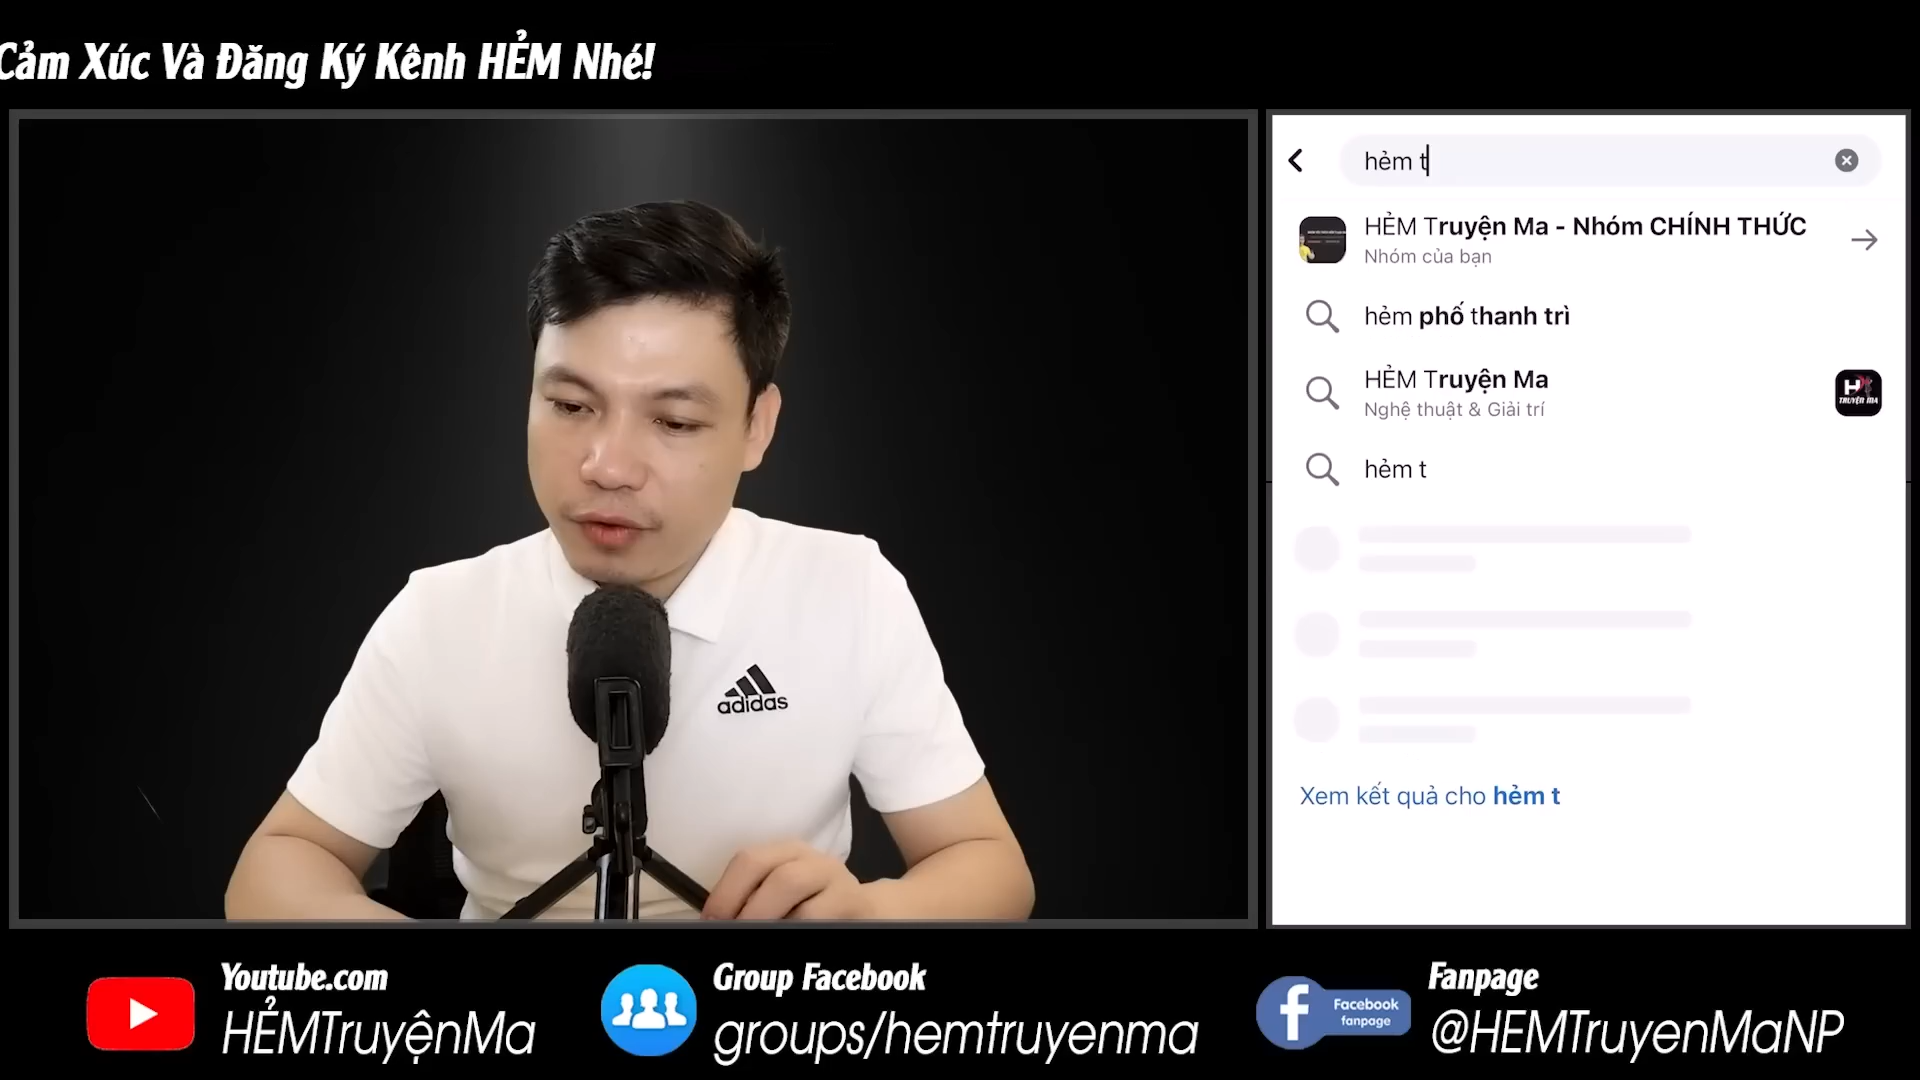 Cảm Xúc Và Đăng Ký Kênh HẺM Nhé!
hẻm t
HẺM Truyện Ma - Nhóm CHÍNH THỨC
Nhóm của bạn
hẻm phố thanh trì
HẺM Truyện Ma
Nghệ thuật & Giải trí
H
TRUYỆN MA
hẻm t
Xem kết quả cho hẻm t
adidas
Youtube.com
HẺMTruyệnMa
Group Facebook
groups/hemtruyenma
Facebook
fanpage
Fanpage
@HEMTruyenMaNP